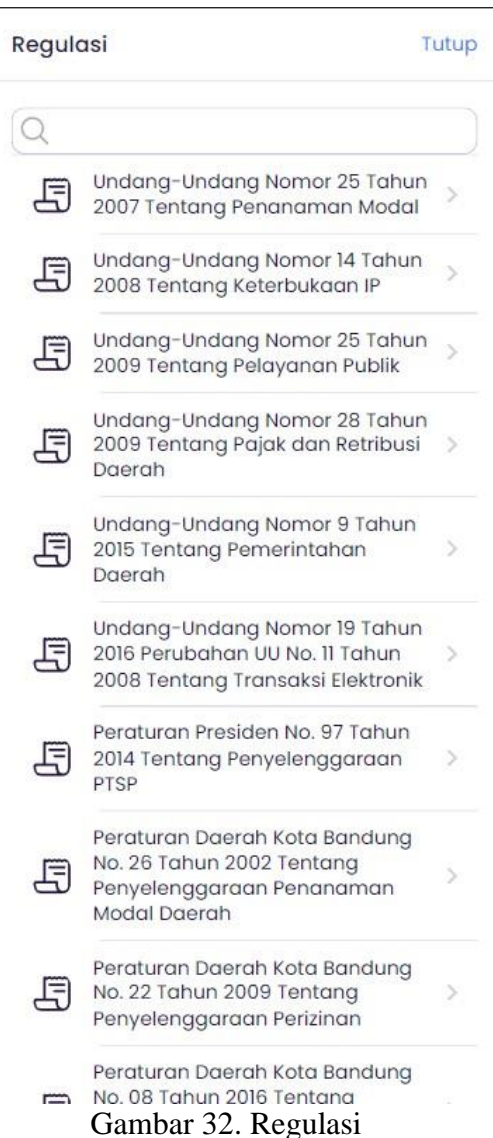 Regulasi Tutup
Undang-Undang Nomor 25 Tahun
2007 Tentang Penanaman Modal
Undang-Undang Nomor 14 Tahun
2008 Tentang Keterbukaan IP
Undang-Undang Nomor 25 Tahun
2009 Tentang Pelayanan Publik
Undang-Undang Nomor 28 Tahun
2009 Tentang Pajak dan Retribusi
Daerah
Undang-Undang Nomor 9 Tahun
2015 Tentang Pemerintahan
Daerah
Undang-Undang Nomor 19 Tahun
2016 Perubahan UU No. 11 Tahun
2008 Tentang Transaksi Elektronik
Peraturan Presiden No. 97 Tahun
2014 Tentang Penyelenggaraan
PTSP
Peraturan Daerah Kota Bandung
No. 26 Tahun 2002 Tentang
Penyelenggaraan Penanaman
Modal Daerah
Peraturan Daerah Kota Bandung
No. 22 Tahun 2009 Tentang
Penyelenggaraan Perizinan
Peraturan Daerah Kota Bandung
No. 08 Tahun 2016 Tentang
Gambar 32. Regulasi